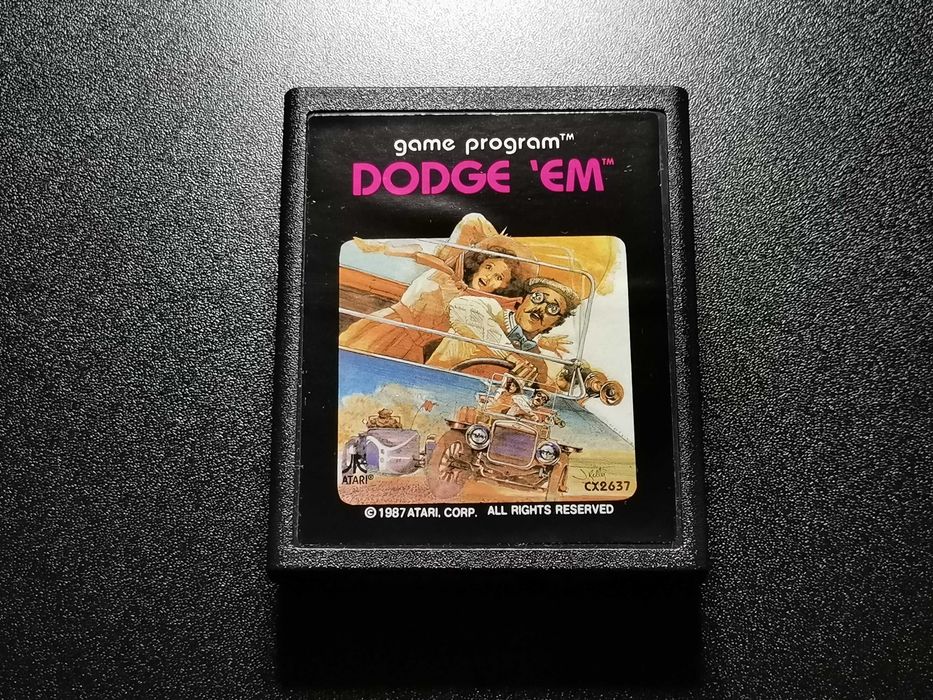 game program™
DODGE 'EM™
ATARI®
CX2637
© 1987 ATARI, CORP. ALL RIGHTS RESERVED